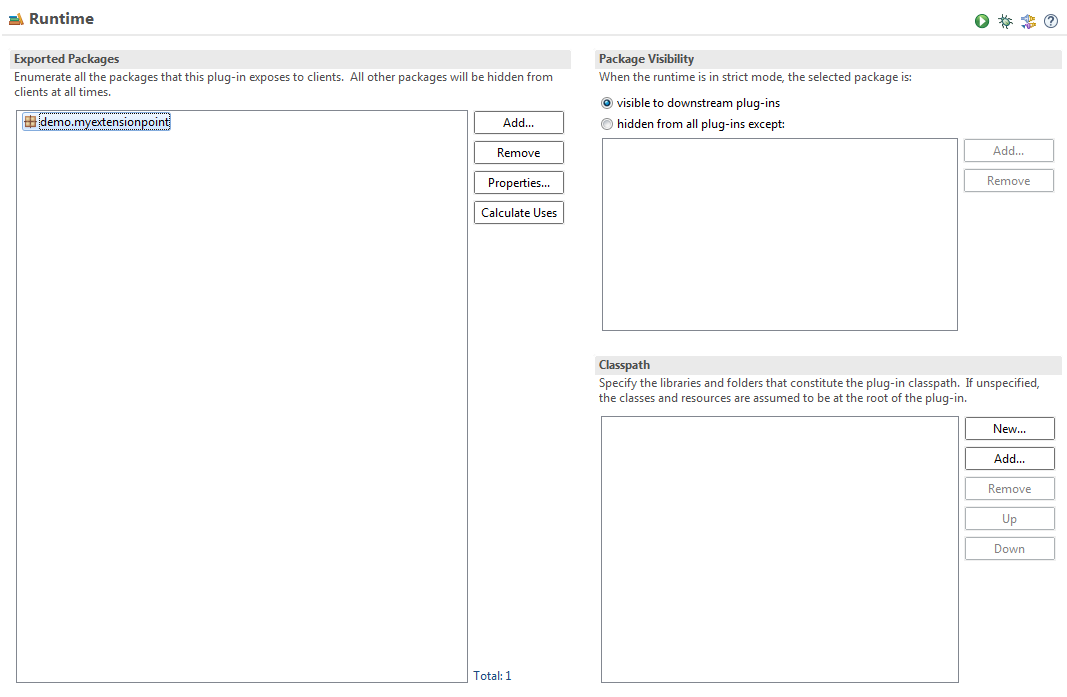 Runtime
Exported Packages
Enumerate all the packages that this plug-in exposes to clients.  All other packages will be hidden from
clients at all times.
demo.myextensionpoint
Add...
Remove
Properties...
Calculate Uses
Total: 1
Package Visibility
When the runtime is in strict mode, the selected package is:
visible to downstream plug-ins
hidden from all plug-ins except:
Add...
Remove
Classpath
Specify the libraries and folders that constitute the plug-in classpath.  If unspecified,
the classes and resources are assumed to be at the root of the plug-in.
New...
Add...
Remove
Up
Down